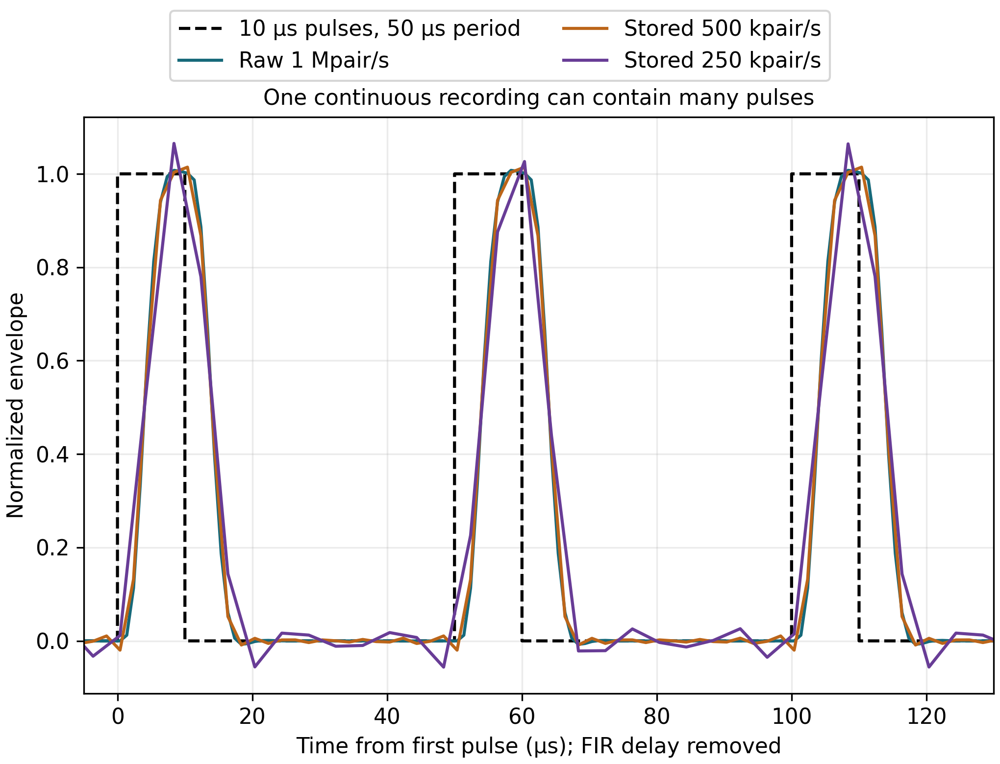 10 µs pulses, 50 µs period
Raw 1 Mpair/s
Stored 500 kpair/s
Stored 250 kpair/s
One continuous recording can contain many pulses
Normalized envelope
1.0
0.8
0.6
0.4
0.2
0.0
0 20 40 60 80 100 120
Time from first pulse (µs); FIR delay removed